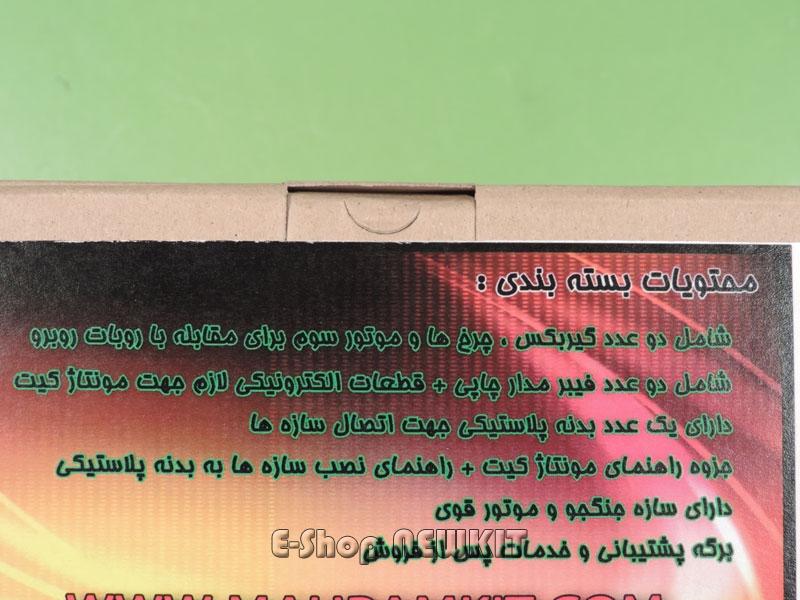 محتویات بسته بندی :
شامل دو عدد گیربکس ، چرخ ها و موتور سوم برای مقابله با روبات روبرو
شامل دو عدد فیبر مدار چاپی + قطعات الکترونیکی لازم جهت مونتاژ کیت
دارای یک عدد بدنه پلاستیکی جهت اتصال سازه ها
جزوه راهنمای مونتاژ کیت + راهنمای نصب سازه ها به بدنه پلاستیکی
دارای سازه جنگجو و موتور قوی
برگه پشتیبانی و خدمات پس از فروش
E-Shop NEWKIT